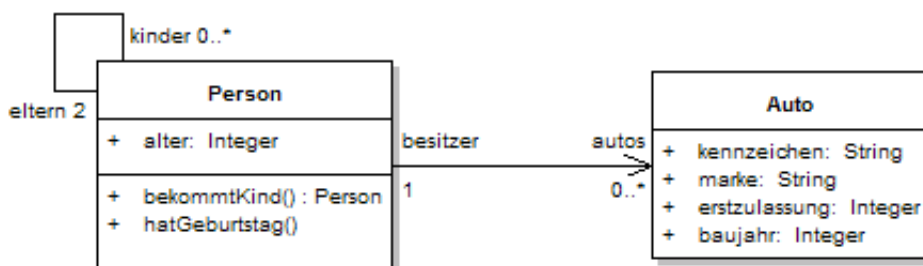 kinder 0..*
eltern 2
Person
+ alter: Integer
+ bekommtKind() : Person
+ hatGeburtstag()
besitzer
1
autos
0..*
Auto
+ kennzeichen: String
+ marke: String
+ erstzulassung: Integer
+ baujahr: Integer